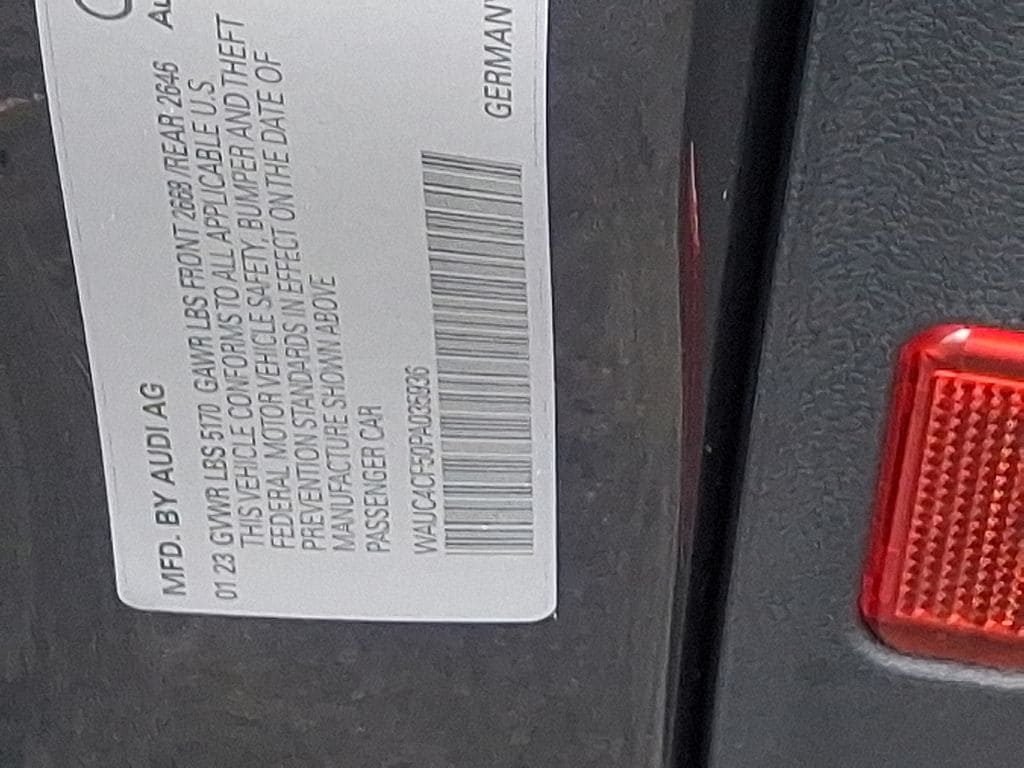 MFD. BY AUDI AG
01 23 GVWR LBS 5170 GAWR LBS FRONT /REAR 2646
THIS VEHICLE CONFORMS TO ALL APPLICABLE U.S.
FEDERAL MOTOR VEHICLE SAFETY, BUMPER AND THEFT
PREVENTION STANDARDS IN EFFECT ON THE DATE OF
MANUFACTURE SHOWN ABOVE
PASSENGER CAR
WAUC4CF50PA035936
GERMANY